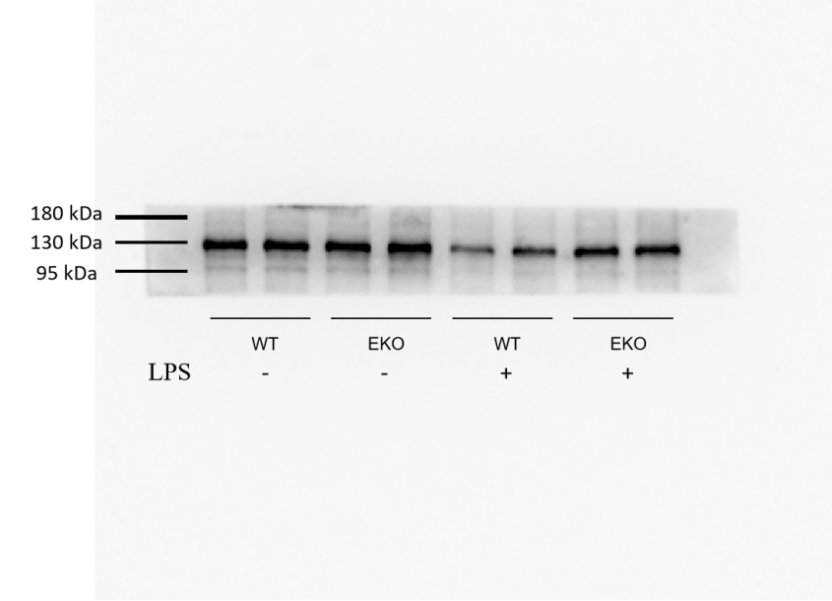 180 kDa
130 kDa
95 kDa
WT EKO WT EKO
LPS - - + +